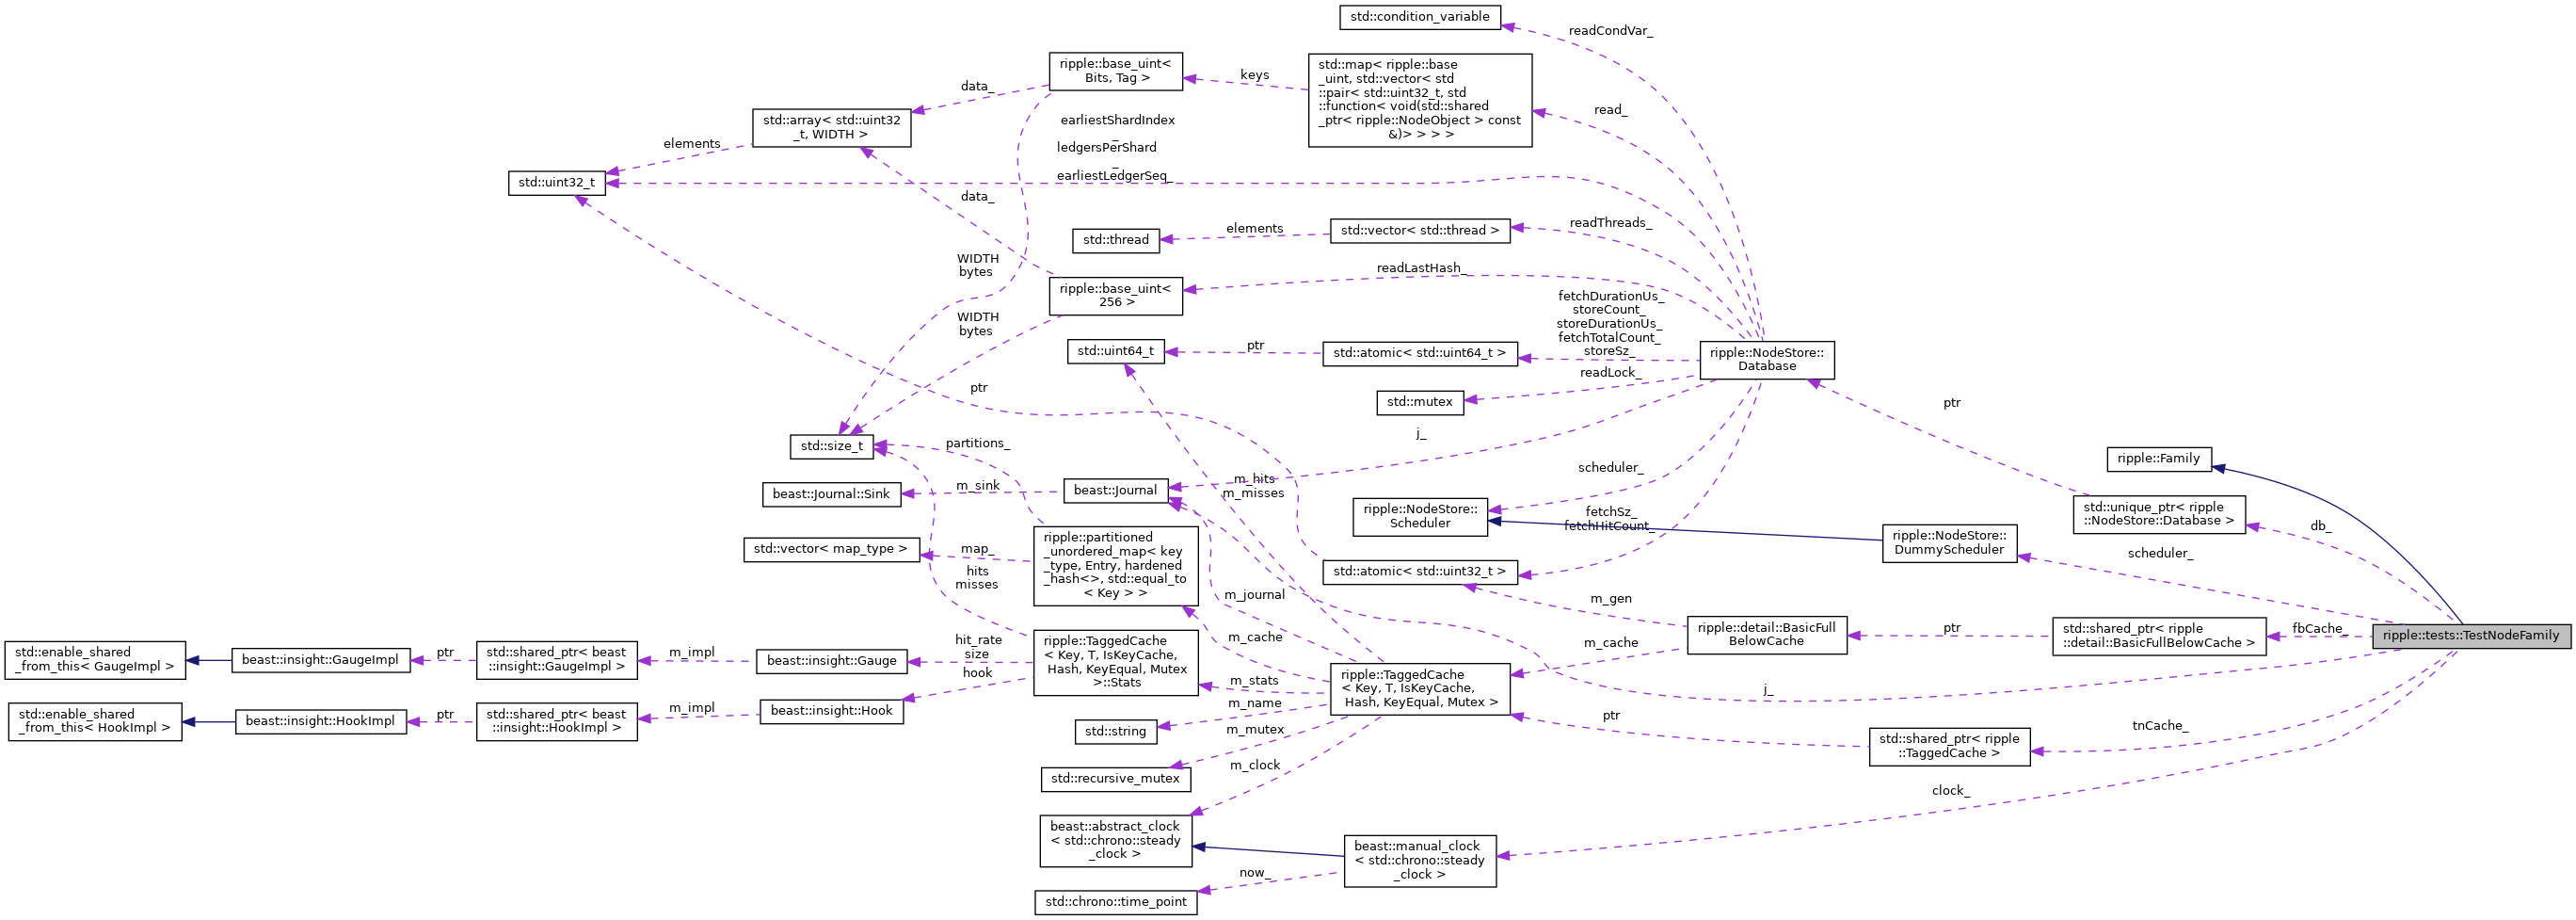 std::condition_variable
readCondVar_
ripple::base_uint<
Bits, Tag >
keys
std::map< ripple::base
_uint, std::vector< std
::pair< std::uint32_t, std
::function< void(std::shared
_ptr< ripple::NodeObject > const
&)> > > >
read_
data_
std::array< std::uint32
_t, WIDTH >
earliestShardIndex
_
ledgersPerShard
_
earliestLedgerSeq_
elements
std::uint32_t
data_
std::thread
elements
std::vector< std::thread >
readThreads_
WIDTH
bytes
ripple::base_uint<
256 >
readLastHash_
WIDTH
bytes
fetchDurationUs_
storeCount_
storeDurationUs_
fetchTotalCount_
storeSz_
std::uint64_t
ptr
std::atomic< std::uint64_t >
ripple::NodeStore::
Database
ptr
std::mutex
readLock_
ptr
std::size_t
partitions_
j_
ripple::Family
beast::Journal::Sink
m_sink
beast::Journal
m_hits
m_misses
scheduler_
ripple::NodeStore::
Scheduler
std::unique_ptr< ripple
::NodeStore::Database >
db_
fetchSz_
fetchHitCount_
ripple::NodeStore::
DummyScheduler
scheduler_
std::vector< map_type >
map_
ripple::partitioned
_unordered_map< key
_type, Entry, hardened
_hash<>, std::equal_to
< Key > >
std::atomic< std::uint32_t >
hits
misses
m_journal
m_gen
ripple::detail::BasicFull
BelowCache
ptr
std::shared_ptr< ripple
::detail::BasicFullBelowCache >
fbCache_
ripple::tests::TestNodeFamily
m_cache
m_cache
std::enable_shared
_from_this< GaugeImpl >
beast::insight::GaugeImpl
ptr
std::shared_ptr< beast
::insight::GaugeImpl >
m_impl
beast::insight::Gauge
hit_rate
size
hook
ripple::TaggedCache
< Key, T, IsKeyCache,
Hash, KeyEqual, Mutex
>::Stats
m_stats
ripple::TaggedCache
< Key, T, IsKeyCache,
Hash, KeyEqual, Mutex >
j_
std::enable_shared
_from_this< HookImpl >
beast::insight::HookImpl
ptr
std::shared_ptr< beast
::insight::HookImpl >
m_impl
beast::insight::Hook
m_name
std::string
ptr
std::shared_ptr< ripple
::TaggedCache >
tnCache_
m_mutex
std::recursive_mutex
m_clock
clock_
beast::abstract_clock
< std::chrono::steady
_clock >
beast::manual_clock
< std::chrono::steady
_clock >
now_
std::chrono::time_point